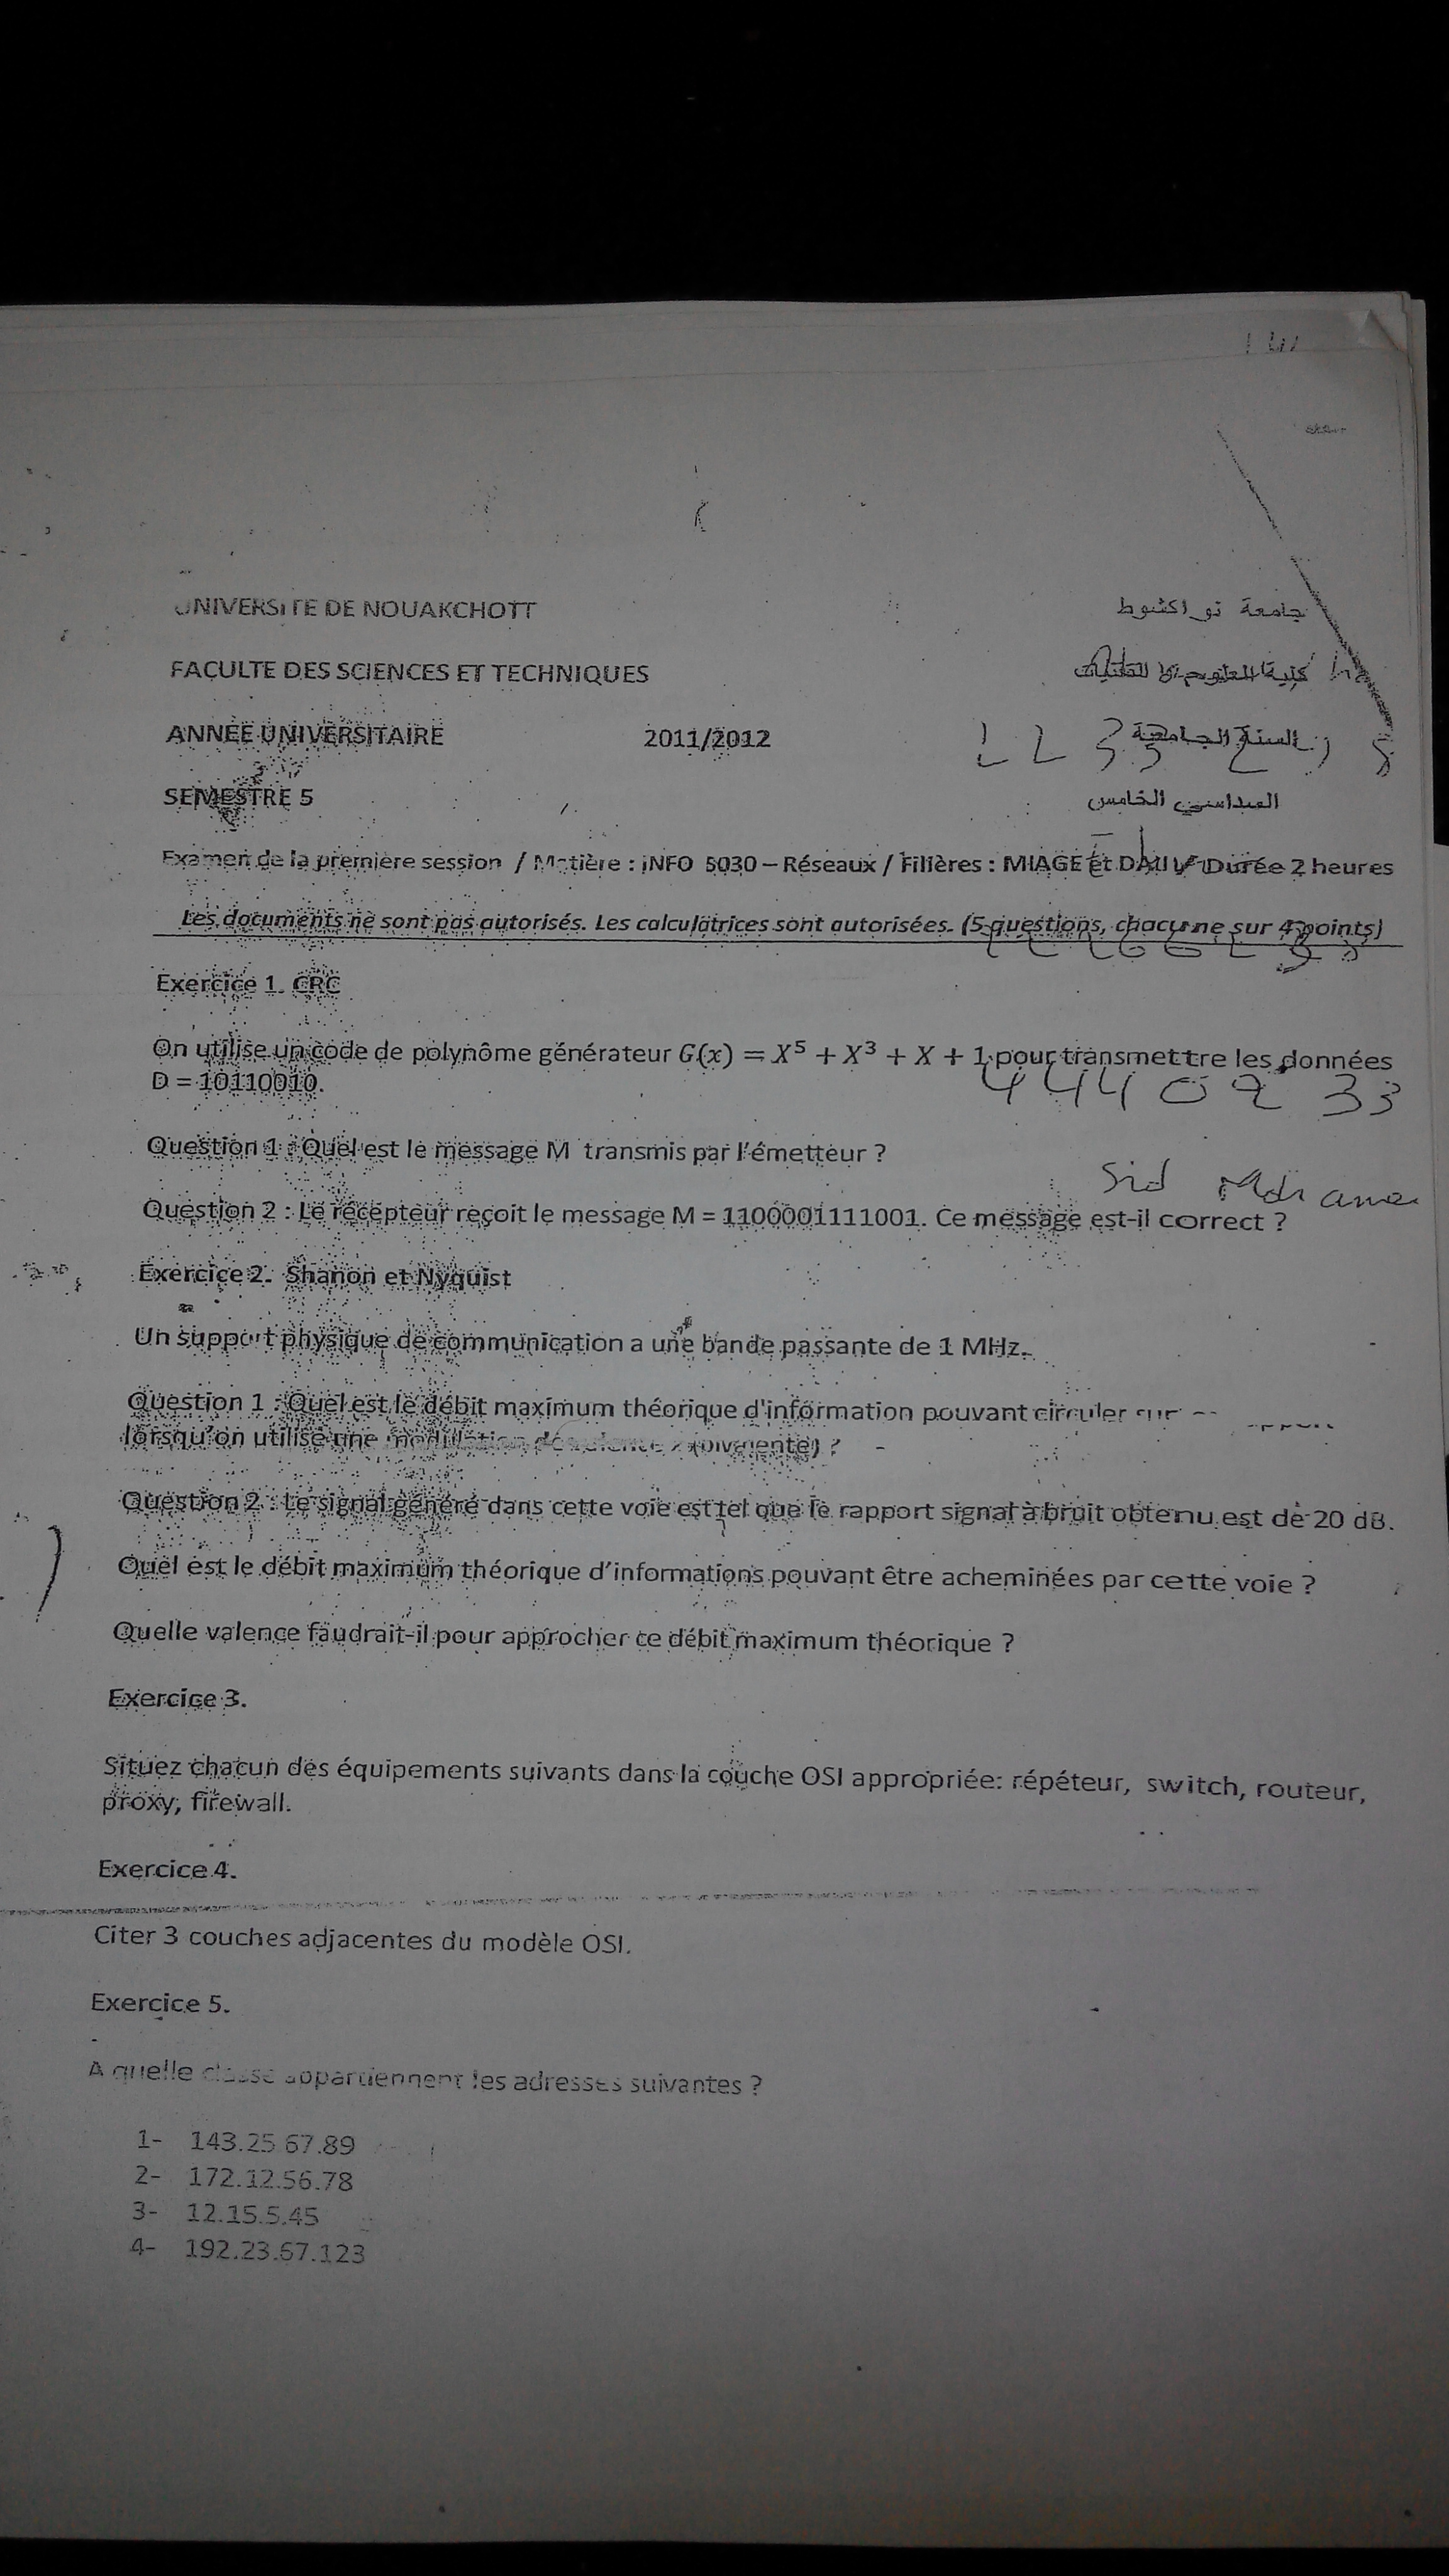 UNIVERSITE DE NOUAKCHOTT جامعة نواكشوط
FACULTE DES SCIENCES ET TECHNIQUES كلية العلوم و التقنيات
ANNEE UNIVERSITAIRE 2011/2012 السنة الجامعية
SEMESTRE 5 السداسي الخامس
Examen de la premiere session / Matière : INFO 5030 – Réseaux / Filières : MIAGE et Durée 2 heures
Les documents ne sont pas autorisés. Les calculatrices sont autorisées. (5 questions, chacune sur 4 points)
Exercice 1. CRC
On utilise un code de polynôme générateur G(x) = X⁵ + X³ + X + 1 pour transmettre les données
D = 10110010.
44402 33
Question 1 : Quel est le message M transmis par l'émetteur ?
Sid
Question 2 : Le récepteur reçoit le message M = 1100001111001. Ce message est-il correct ?
Exercice 2. Shanon et Nyquist
Un support physique de communication a une bande passante de 1 MHz.
Question 1 : Quel est le débit maximum théorique d'information pouvant circuler sur
lorsqu'on utilise une modulation de valence 2 (bivalente) ?
Question 2 : Le signal généré dans cette voie est tel que le rapport signal à bruit obtenu est de 20 dB.
Quel est le débit maximum théorique d'informations pouvant être acheminées par cette voie ?
Quelle valence faudrait-il pour approcher ce débit maximum théorique ?
Exercice 3.
Situez chacun des équipements suivants dans la couche OSI appropriée: répéteur, switch, routeur,
proxy, firewall.
Exercice 4.
Citer 3 couches adjacentes du modèle OSI.
Exercice 5.
A quelle classe appartiennent les adresses suivantes ?
1- 143.25 67.89
2- 172.12.56.78
3- 12.15.5.45
4- 192.23.67.123